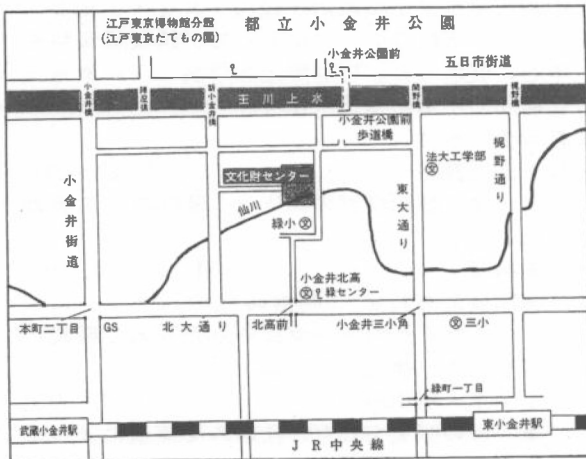 江戸東京博物館分館
(江戸東京たてもの園)
都立小金井公園
小金井公園前
五日市街道
小金井橋
陣屋橋
新小金井橋
玉川上水
関野橋
梶野橋
小金井公園前
歩道橋
法大工学部
梶野通り
小金井街道
文化財センター
仙川
緑小
東大通り
小金井北高
緑センター
本町二丁目
GS
北大通り
北高前
小金井三小角
三小
緑町一丁目
武蔵小金井駅
東小金井駅
JR中央線